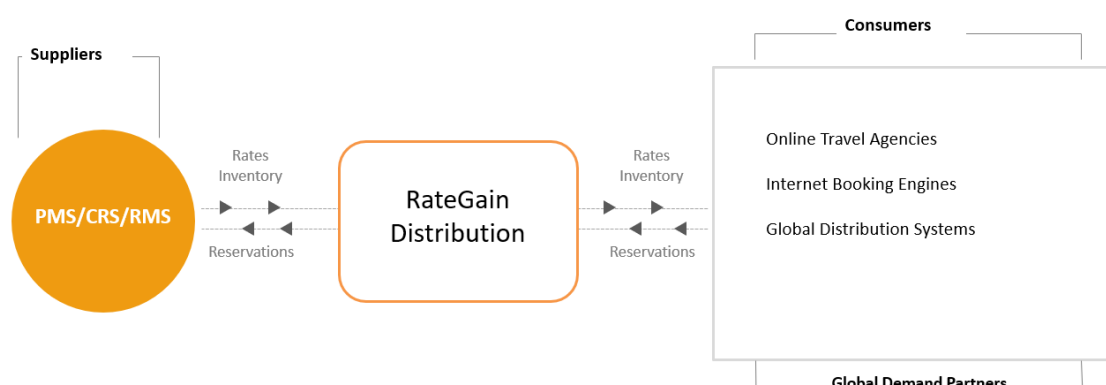 Suppliers
Consumers
PMS/CRS/RMS
Rates
Inventory
Reservations
RateGain
Distribution
Rates
Inventory
Reservations
Online Travel Agencies
Internet Booking Engines
Global Distribution Systems
Global Demand Partners